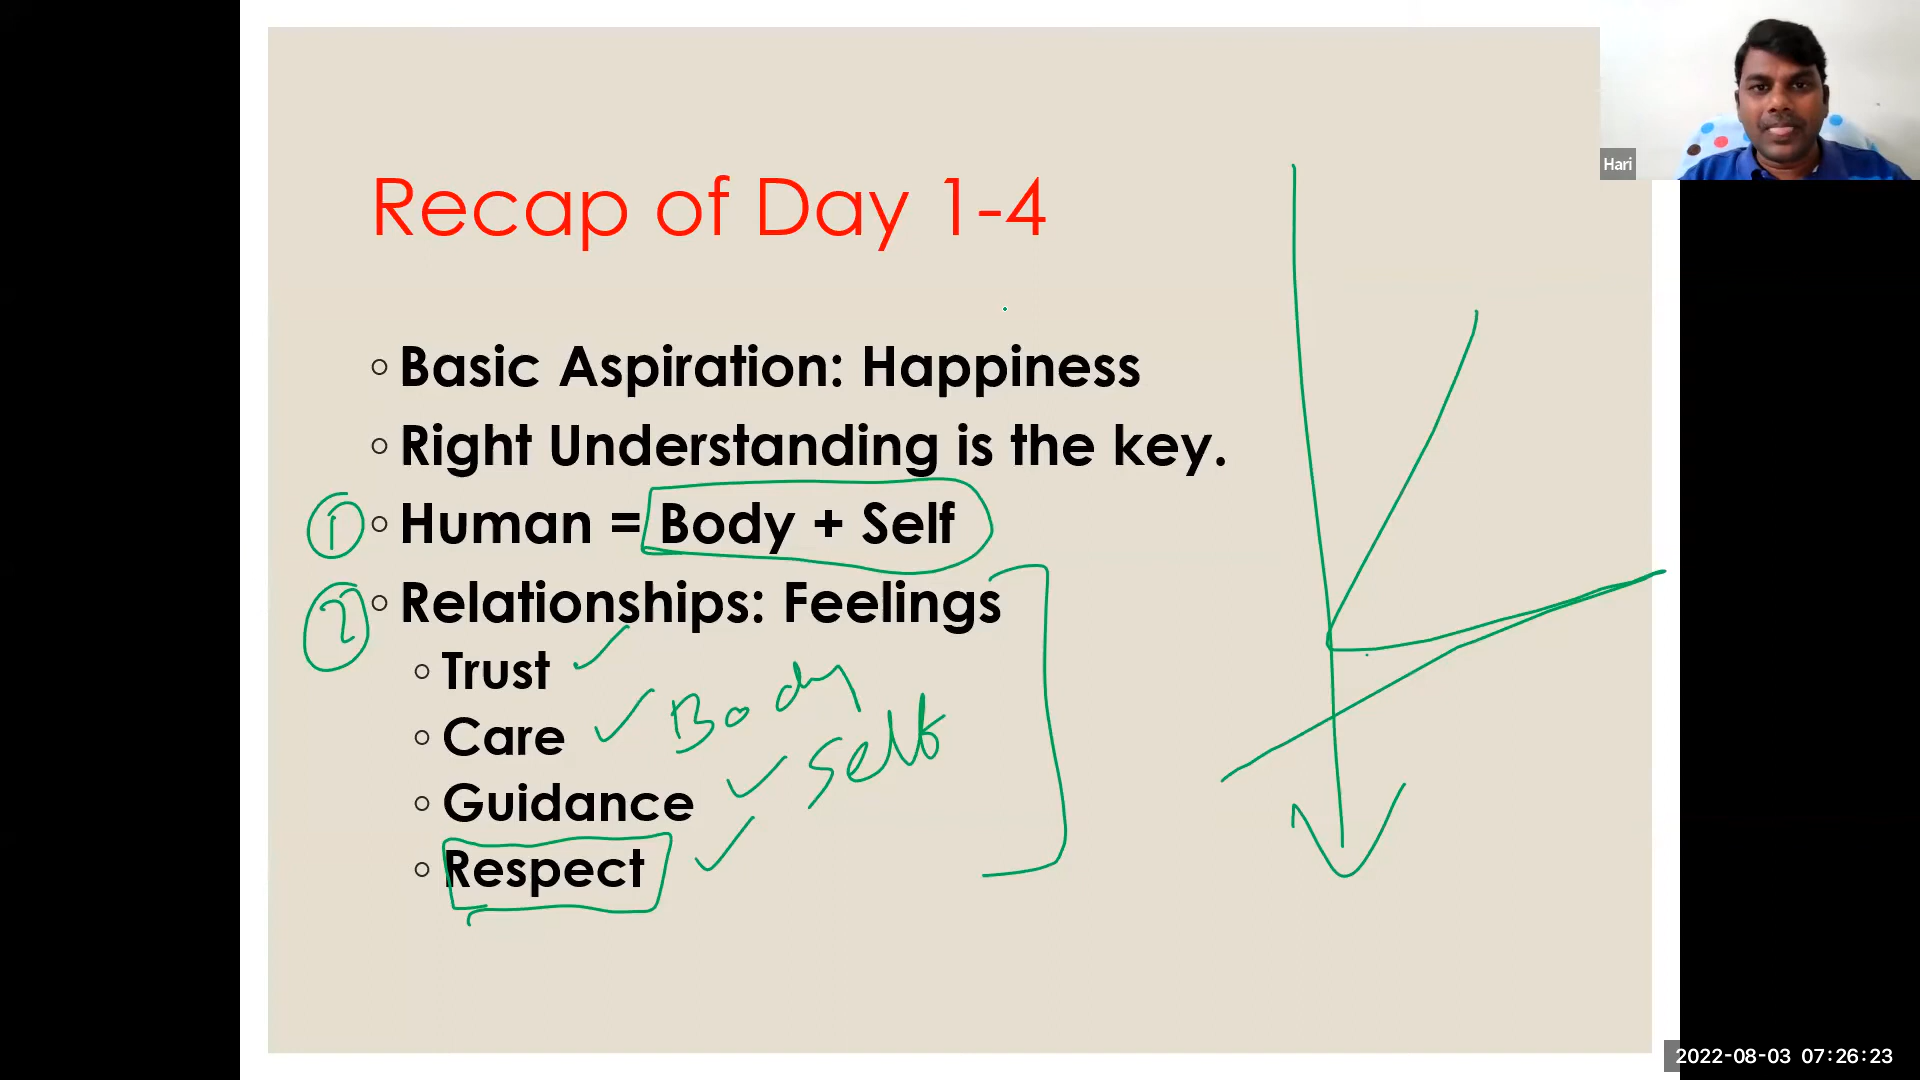 Hari
Recap of Day 1-4
Basic Aspiration: Happiness
Right Understanding is the key.
1 Human = Body + Self
2 Relationships: Feelings
Trust
Care Body
Guidance Self
Respect
2022-08-03 07:26:23